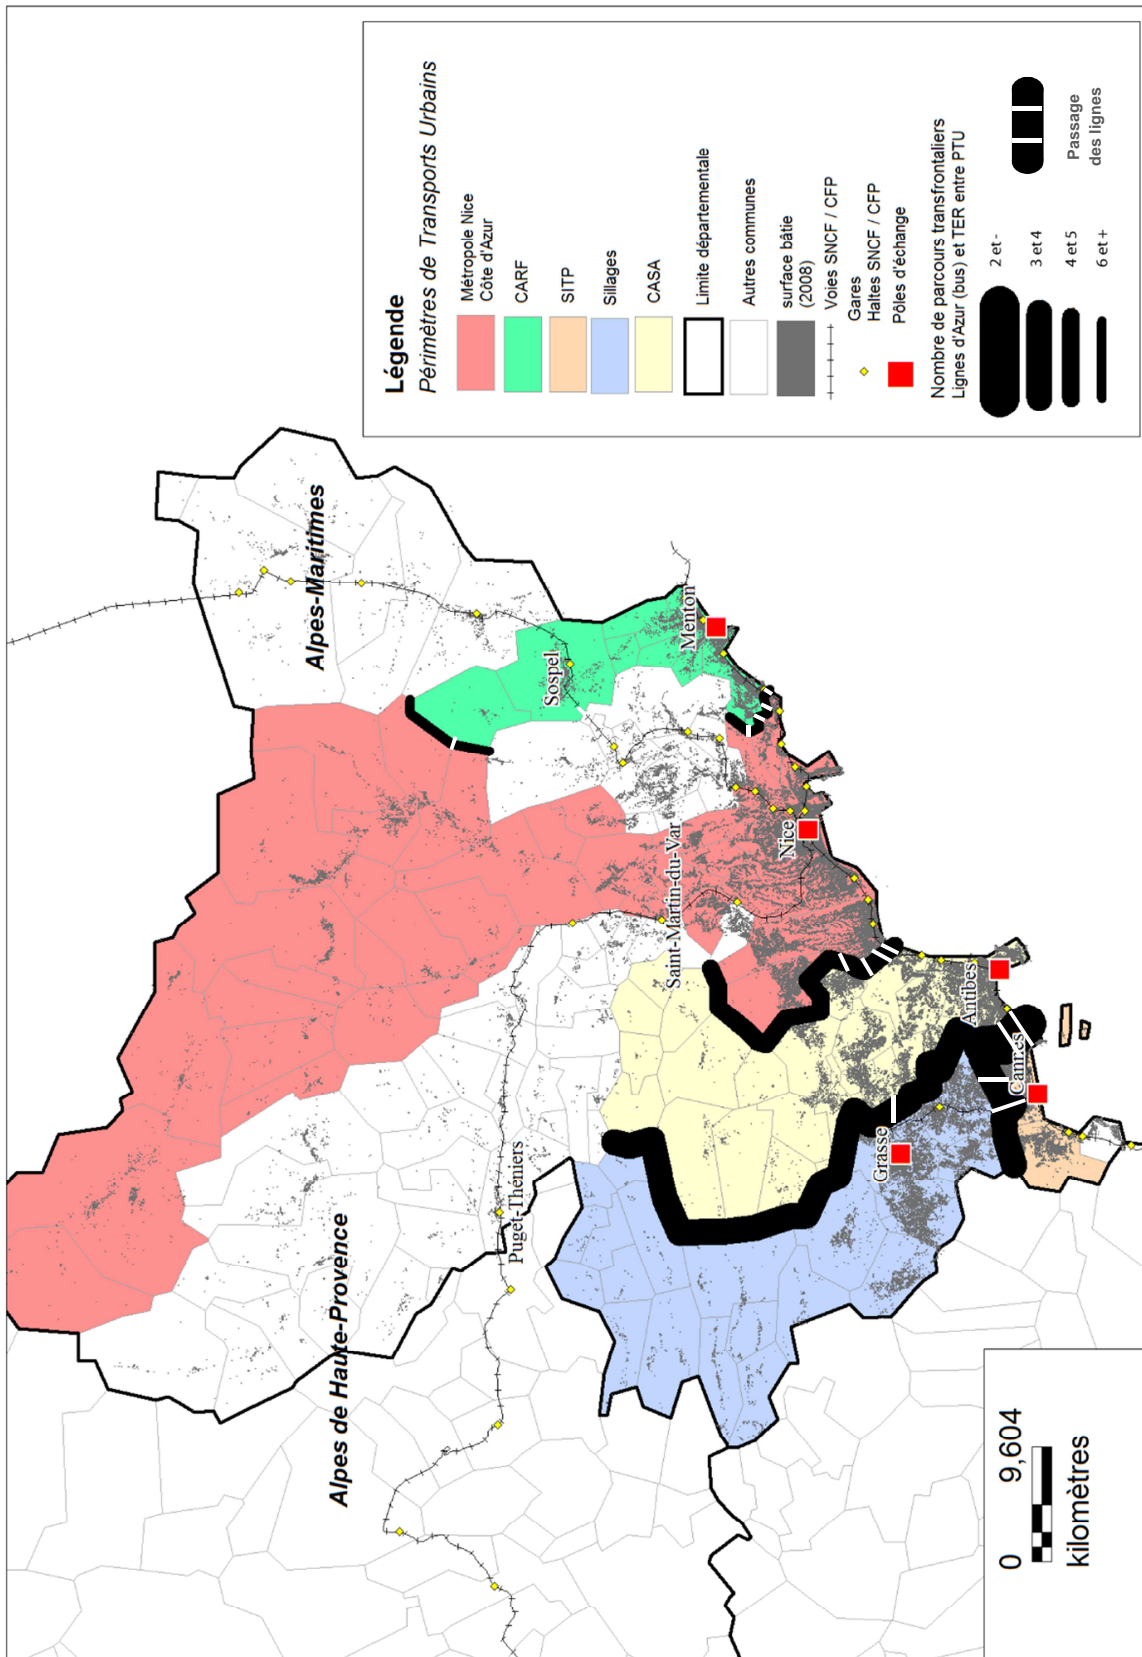 Légende
Périmètres de Transports Urbains
Métropole Nice
Côte d'Azur
CARF
SITP
Sillages
CASA
Limite départementale
Autres communes
surface bâtie
(2008)
Voies SNCF / CFP
Gares
Haltes SNCF / CFP
Pôles d'échange
Nombre de parcours transfrontaliers
Lignes d'Azur (bus) et TER entre PTU
2 et -
3 et 4
4 et 5
6 et +
Passage
des lignes
Alpes-Maritimes
Alpes de Haute-Provence
Sospel
Menton
Saint-Martin-du-Var
Nice
Puget-Théniers
Antibes
Cannes
Grasse
0 9,604
kilomètres